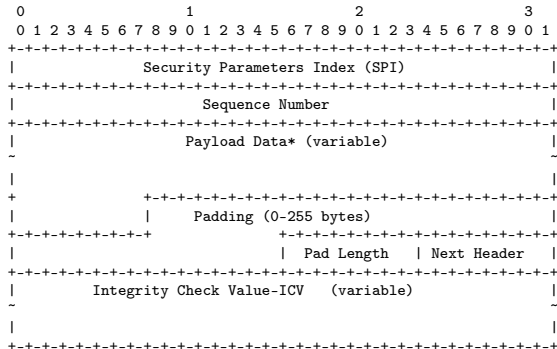 0                   1                   2                   3
 0 1 2 3 4 5 6 7 8 9 0 1 2 3 4 5 6 7 8 9 0 1 2 3 4 5 6 7 8 9 0 1
+-+-+-+-+-+-+-+-+-+-+-+-+-+-+-+-+-+-+-+-+-+-+-+-+-+-+-+-+-+-+-+-+
|               Security Parameters Index (SPI)                 |
+-+-+-+-+-+-+-+-+-+-+-+-+-+-+-+-+-+-+-+-+-+-+-+-+-+-+-+-+-+-+-+-+
|                      Sequence Number                          |
+-+-+-+-+-+-+-+-+-+-+-+-+-+-+-+-+-+-+-+-+-+-+-+-+-+-+-+-+-+-+-+-+
|                    Payload Data* (variable)                   |
~                                                               ~
|                                                               |
+               +-+-+-+-+-+-+-+-+-+-+-+-+-+-+-+-+-+-+-+-+-+-+-+-+
|               |     Padding (0-255 bytes)                     |
+-+-+-+-+-+-+-+-+               +-+-+-+-+-+-+-+-+-+-+-+-+-+-+-+-+
|                               |  Pad Length   | Next Header   |
+-+-+-+-+-+-+-+-+-+-+-+-+-+-+-+-+-+-+-+-+-+-+-+-+-+-+-+-+-+-+-+-+
|         Integrity Check Value-ICV   (variable)                |
~                                                               ~
|                                                               |
+-+-+-+-+-+-+-+-+-+-+-+-+-+-+-+-+-+-+-+-+-+-+-+-+-+-+-+-+-+-+-+-+